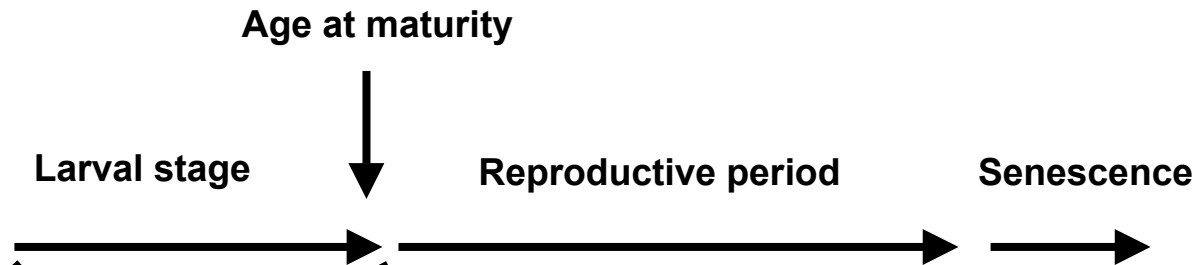 Age at maturity
Larval stage
Reproductive period
Senescence